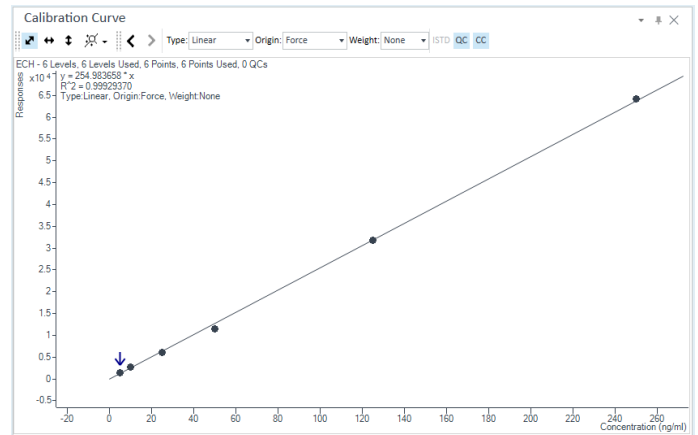 Calibration Curve
Type: Linear Origin: Force Weight: None ISTD QC CC
ECH - 6 Levels, 6 Levels Used, 6 Points, 6 Points Used, 0 QCs
Responses
x10 4
y = 254.983658 * x
R^2 = 0.99929370
Type:Linear, Origin:Force, Weight:None
6.5
6
5.5
5
4.5
4
3.5
3
2.5
2
1.5
1
0.5
0
-0.5
-20 0 20 40 60 80 100 120 140 160 180 200 220 240 260
Concentration (ng/ml)